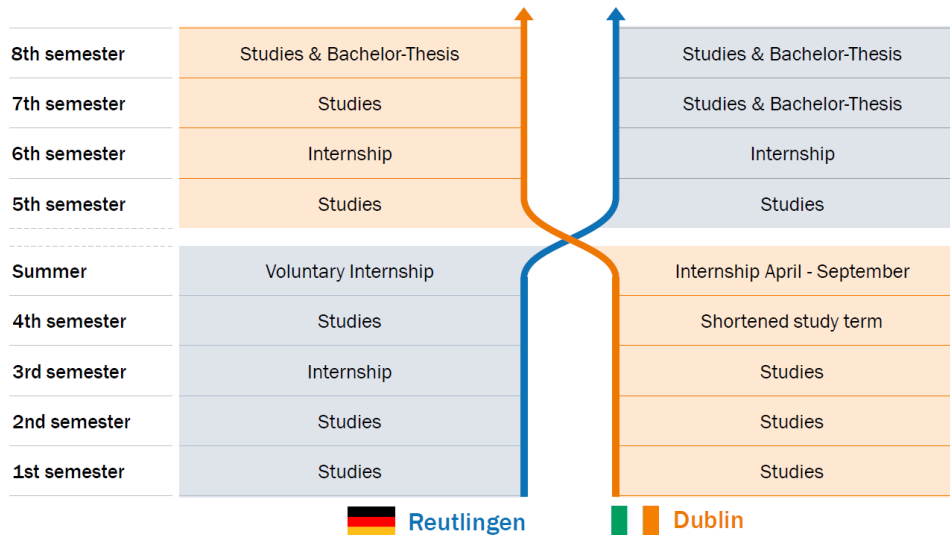 8th semester Studies & Bachelor-Thesis Studies & Bachelor-Thesis
7th semester Studies Studies & Bachelor-Thesis
6th semester Internship Internship
5th semester Studies Studies
Summer Voluntary Internship Internship April - September
4th semester Studies Shortened study term
3rd semester Internship Studies
2nd semester Studies Studies
1st semester Studies Studies
Reutlingen Dublin